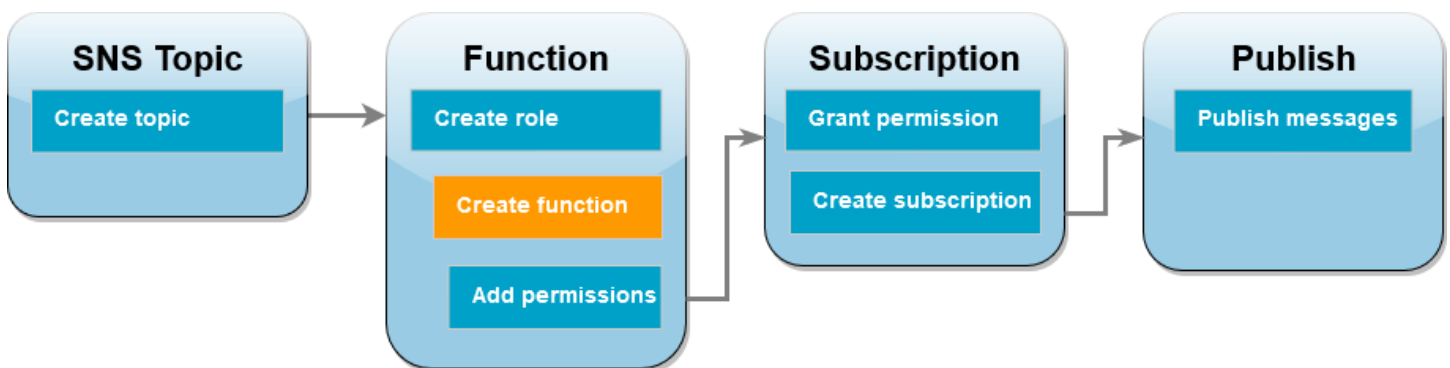 SNS Topic
Create topic
Function
Create role
Create function
Add permissions
Subscription
Grant permission
Create subscription
Publish
Publish messages